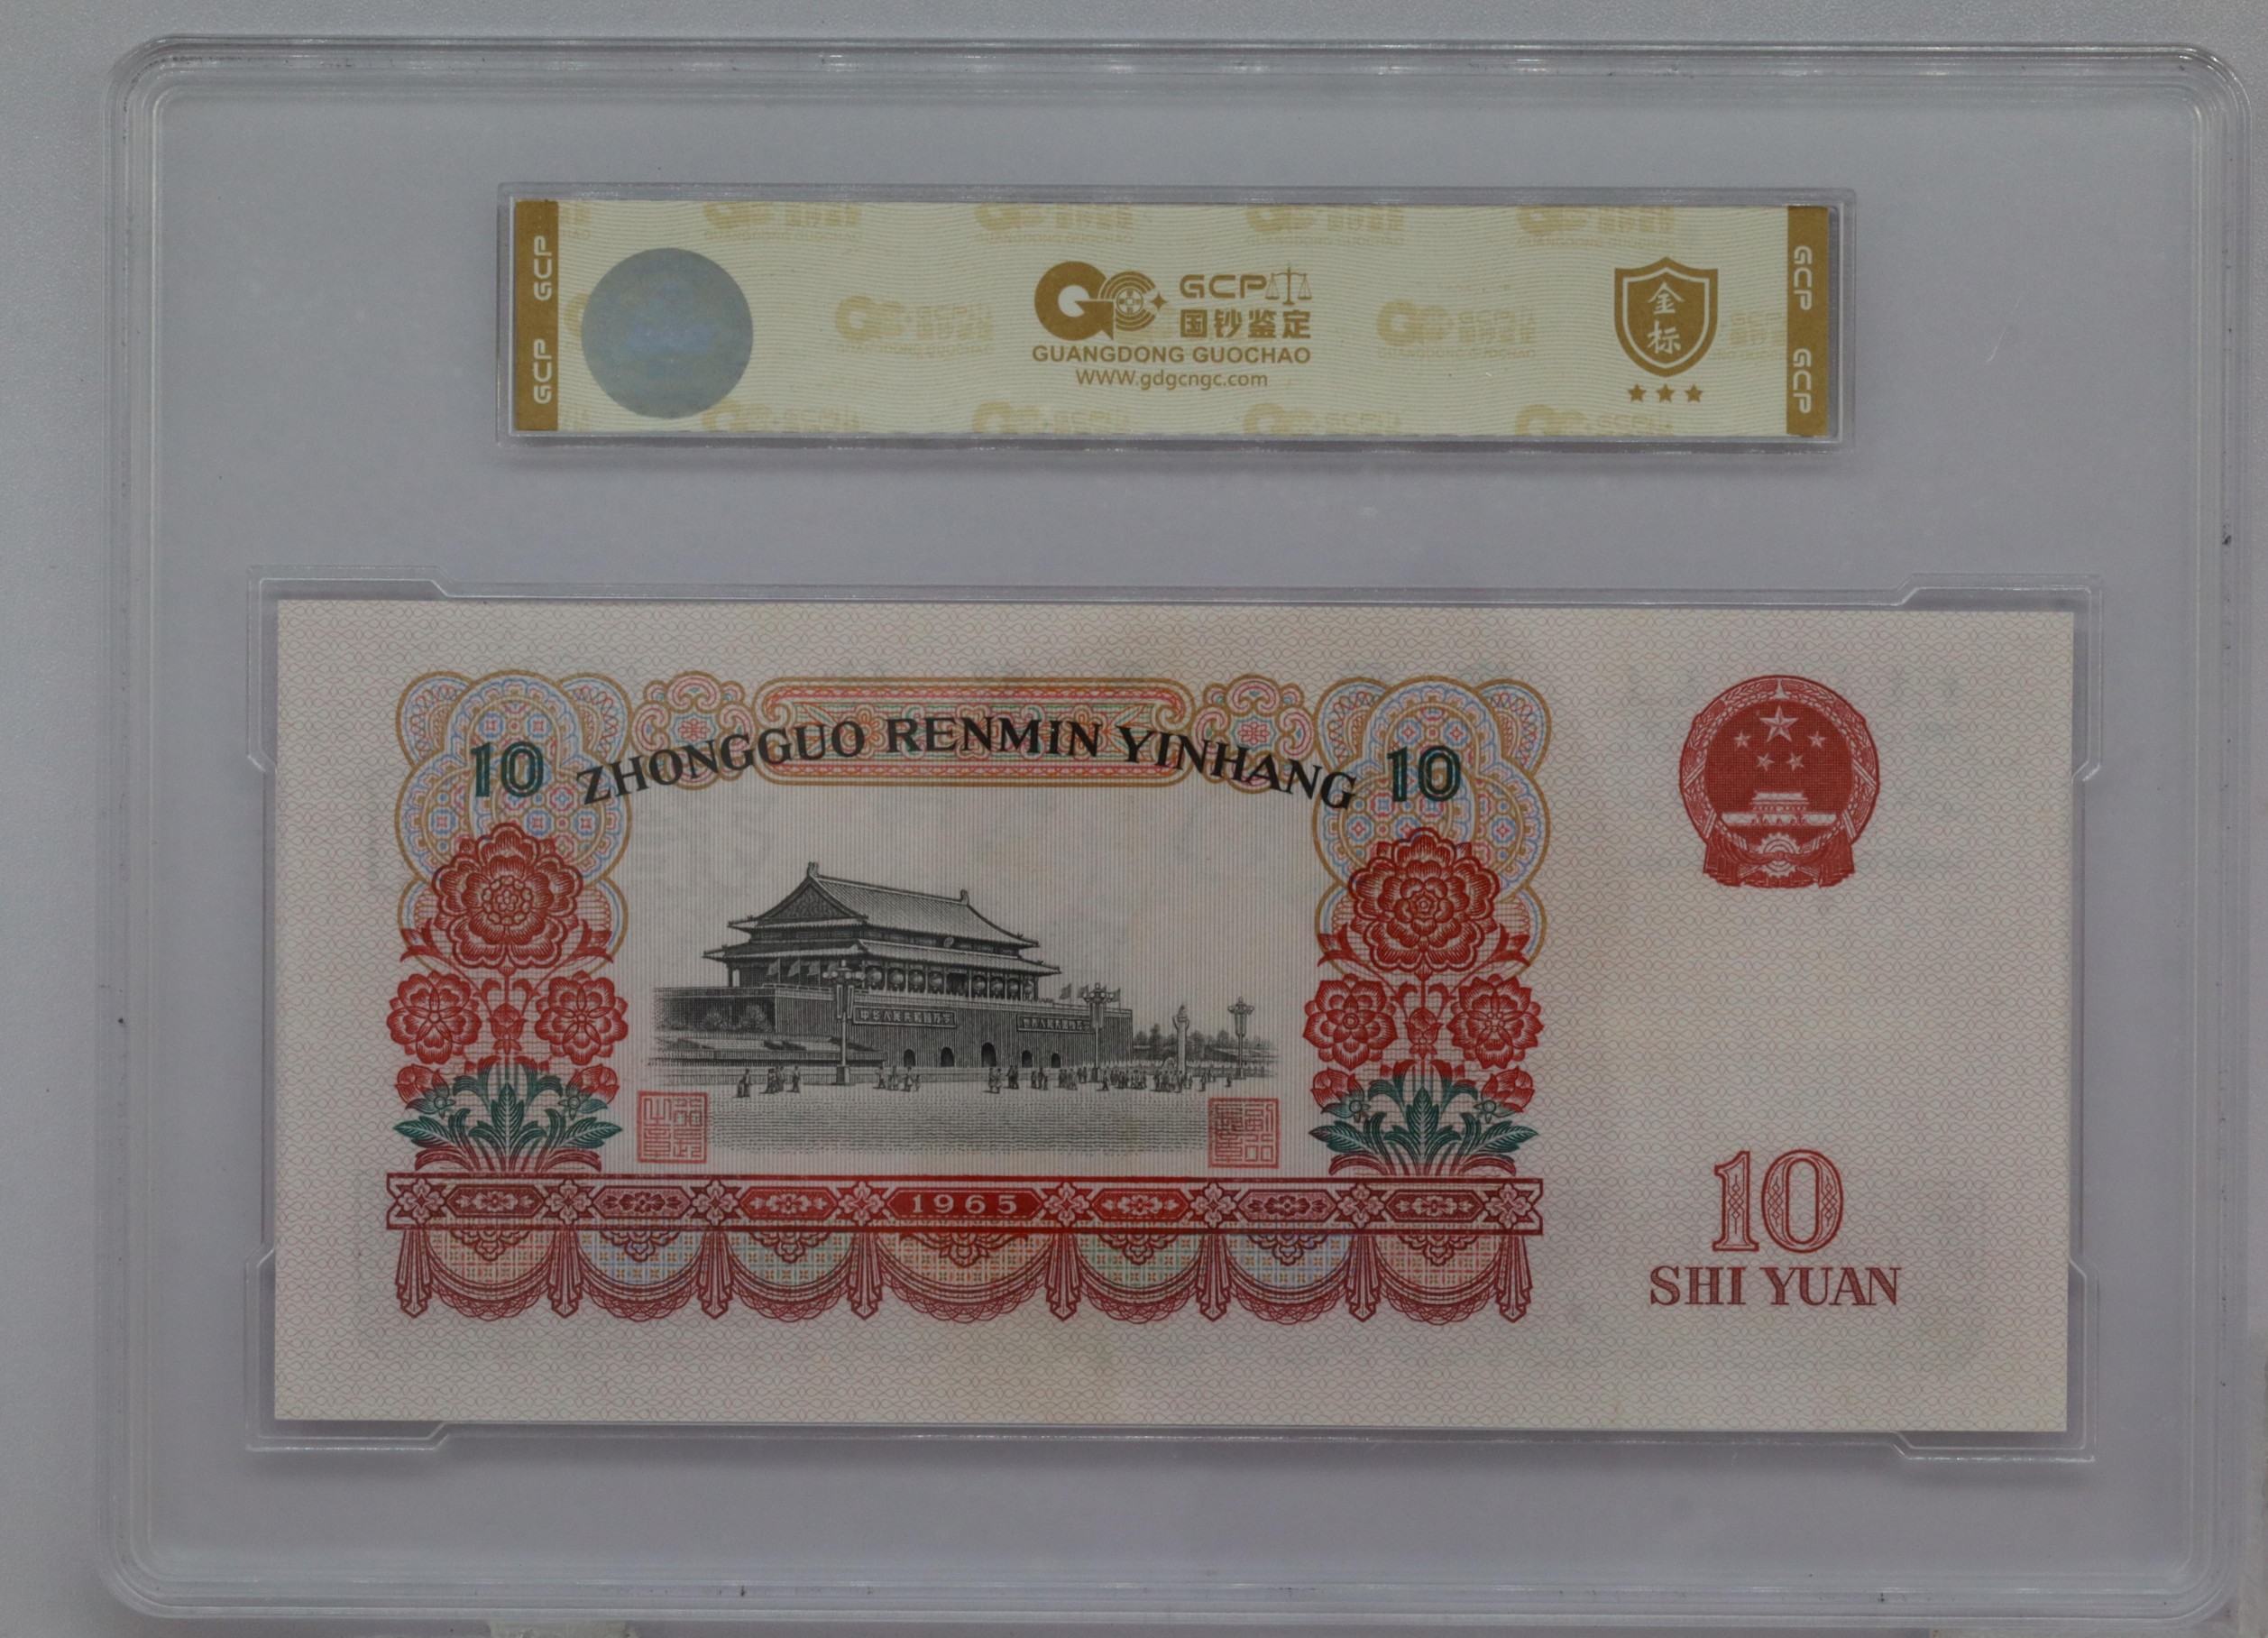 GCP GCP
GCP
国钞鉴定
GUANGDONG GUOCHAO
WWW.gdgcngc.com
金标
GCP GCP
ZHONGGUO RENMIN YINHANG
10
10
1965
10
SHI YUAN